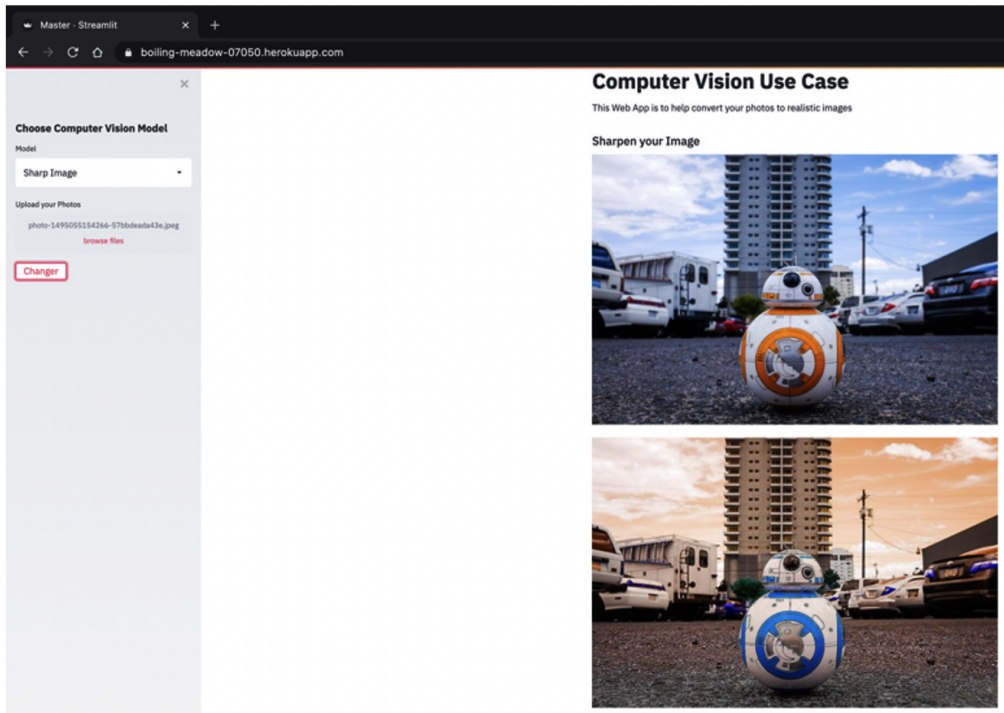 Master · Streamlit
boiling-meadow-07050.herokuapp.com
Choose Computer Vision Model
Model
Sharp Image
Upload your Photos
photo-1495055154266-57bbdeada43e.jpeg
browse files
Changer
Computer Vision Use Case
This Web App is to help convert your photos to realistic images
Sharpen your Image